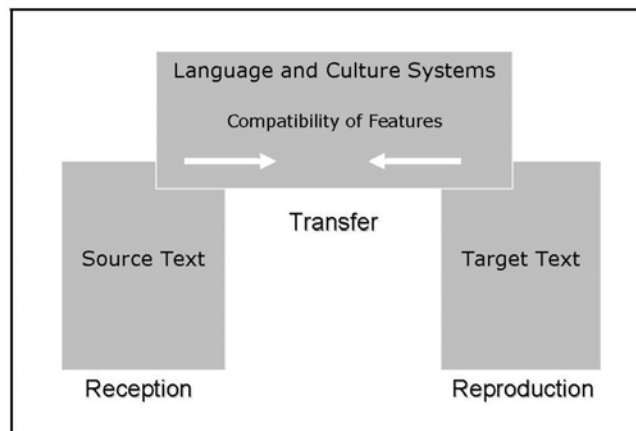 Language and Culture Systems
Compatibility of Features
Transfer
Source Text
Target Text
Reception
Reproduction